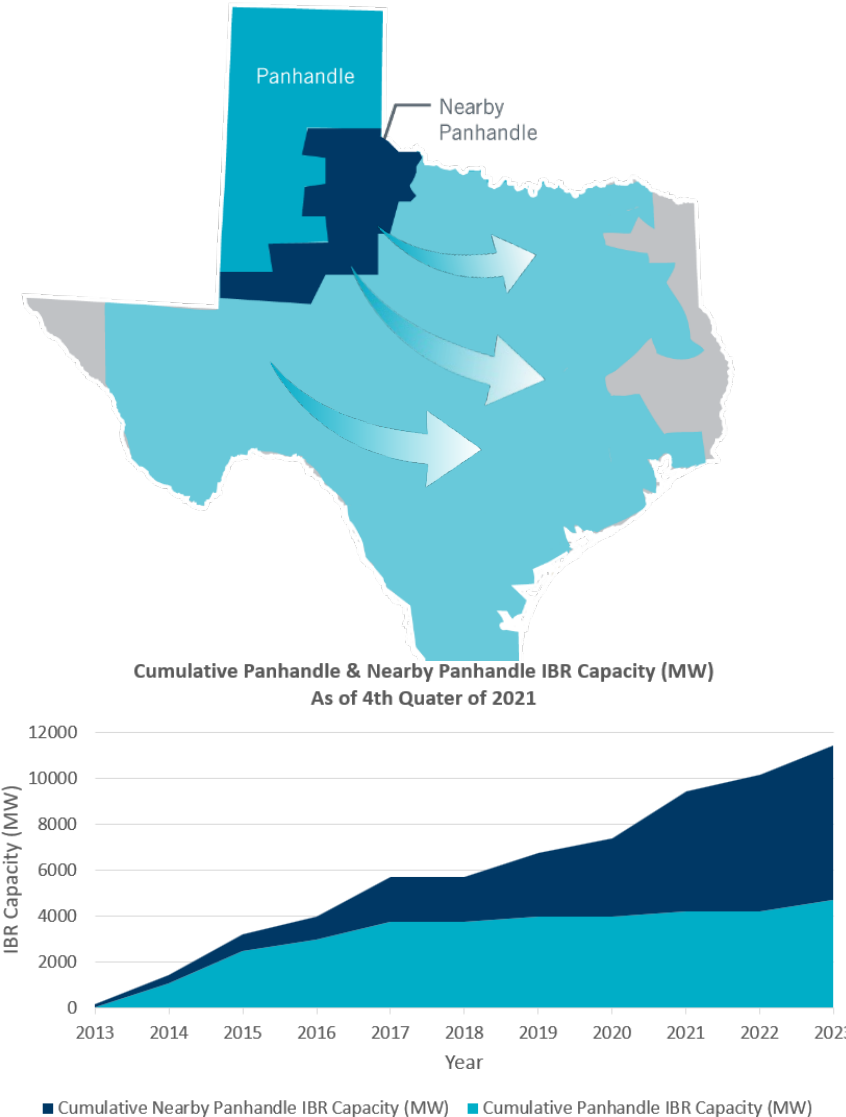 Panhandle
Nearby
Panhandle
Cumulative Panhandle & Nearby Panhandle IBR Capacity (MW)
As of 4th Quater of 2021
12000
10000
8000
6000
4000
2000
0
IBR Capacity (MW)
2013 2014 2015 2016 2017 2018 2019 2020 2021 2022 2023
Year
Cumulative Nearby Panhandle IBR Capacity (MW) Cumulative Panhandle IBR Capacity (MW)